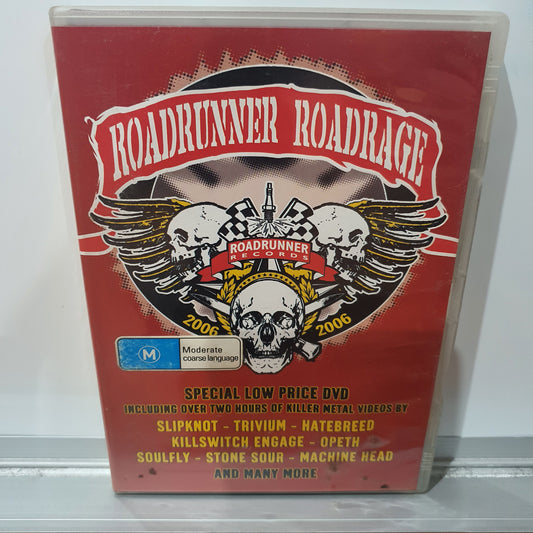 ROADRUNNER ROADRAGE
ROADRUNNER
RECORDS
2006 2006
M Moderate
coarse language
SPECIAL LOW PRICE DVD
INCLUDING OVER TWO HOURS OF KILLER METAL VIDEOS BY
SLIPKNOT - TRIVIUM - HATEBREED
KILLSWITCH ENGAGE - OPETH
SOULFLY - STONE SOUR - MACHINE HEAD
AND MANY MORE